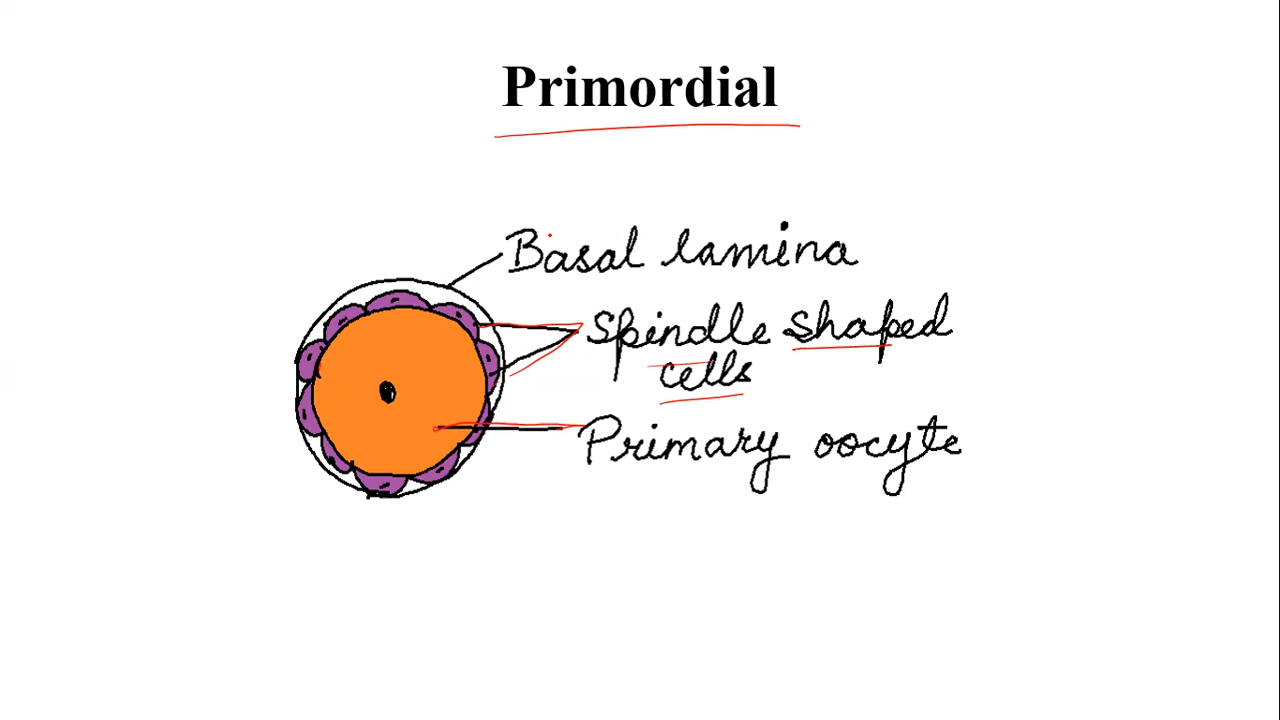 Primordial
Basal lamina
Spindle shaped
cells
Primary oocyte